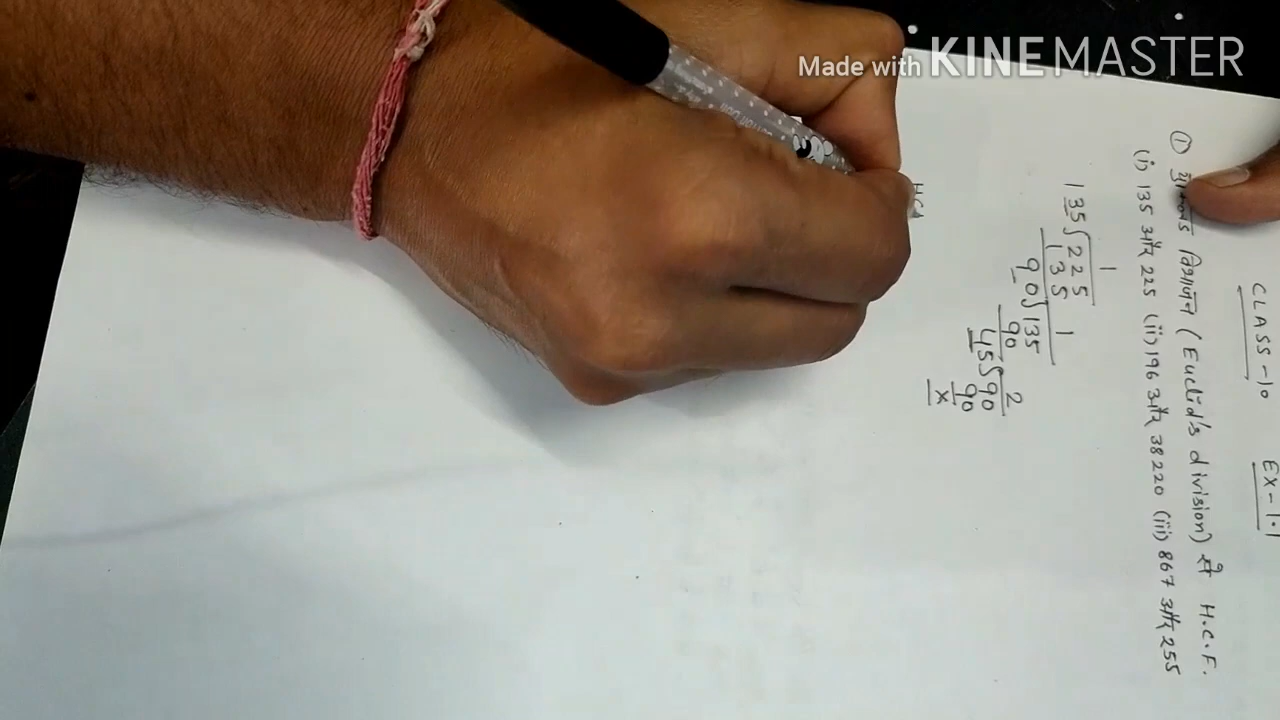 Made with KINEMASTER
CLASS-10 EX-1.1
① विभाजन (Euclid's division) से H.C.F.
(i) 135 और 225 (ii) 196 और 38220 (iii) 867 और 255
1
135)225
135 1
90)135
90 2
45)90
90
x